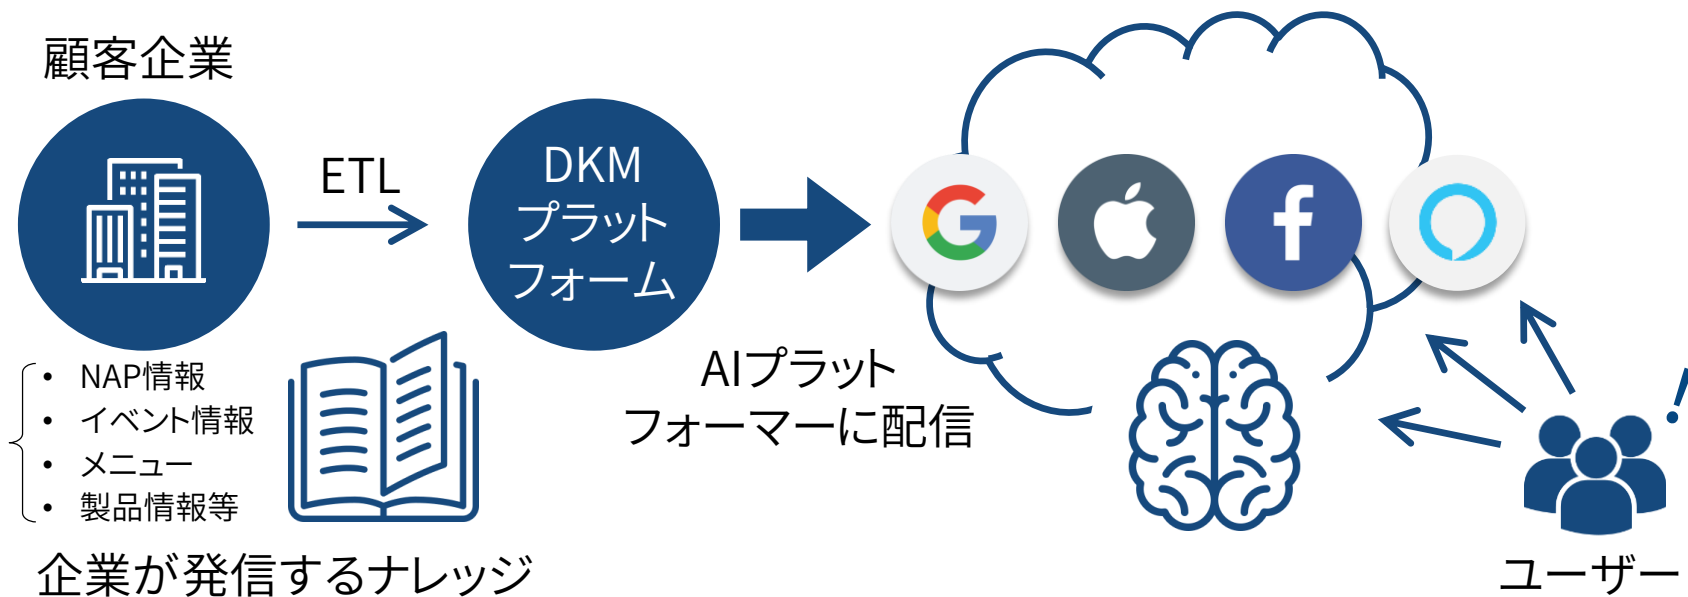 顧客企業
ETL
DKM
プラット
フォーム
• NAP情報
• イベント情報
• メニュー
• 製品情報等
企業が発信するナレッジ
AIプラット
フォーマーに配信
!
ユーザー